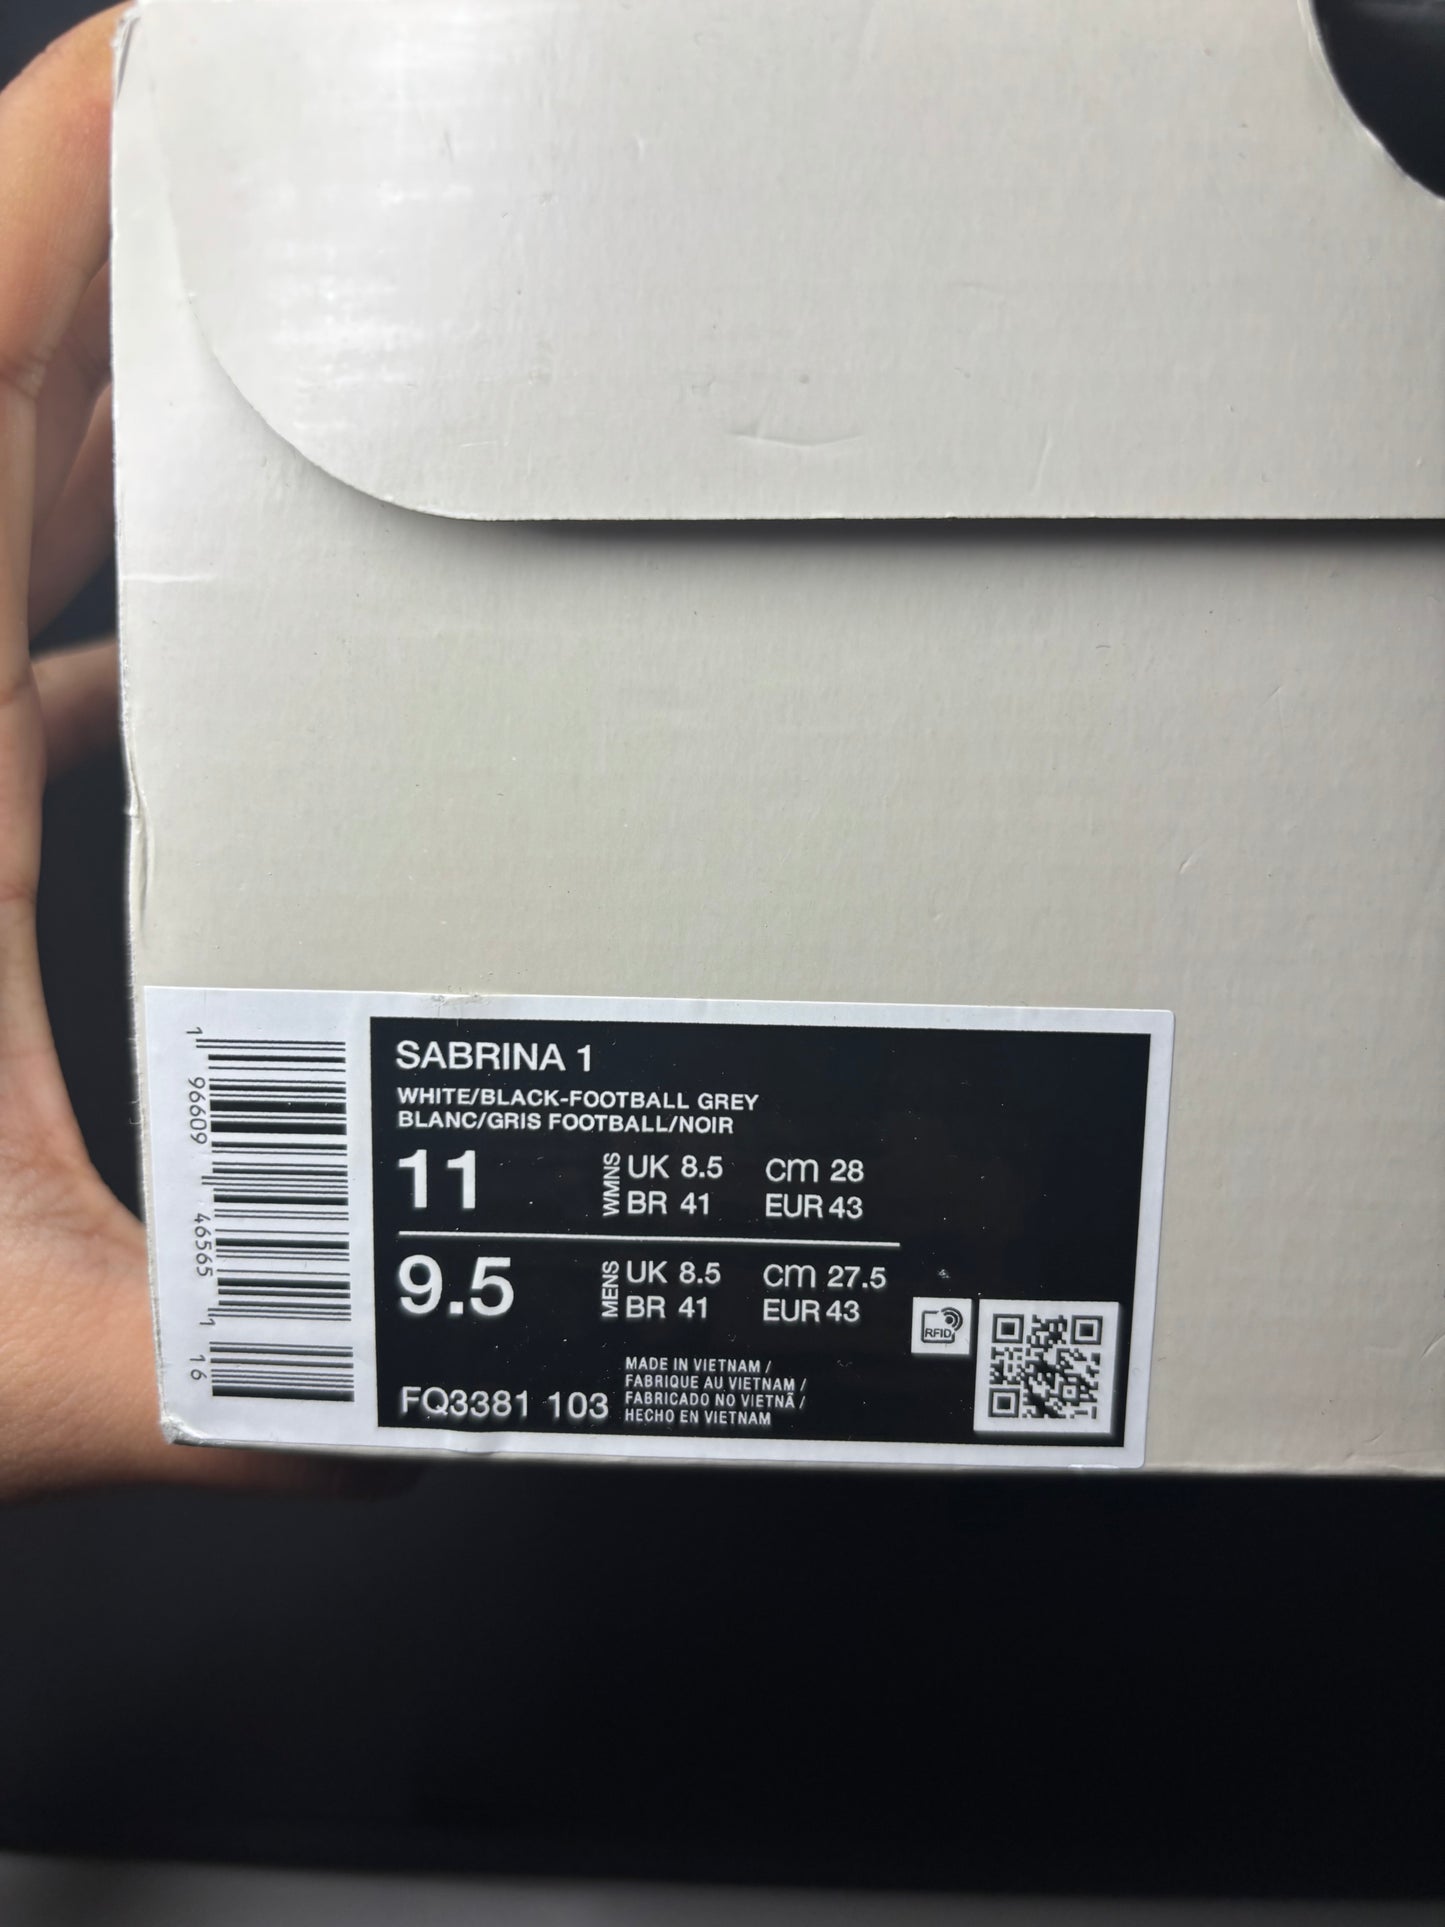 SABRINA 1
WHITE/BLACK-FOOTBALL GREY
BLANC/GRIS FOOTBALL/NOIR
11 WMNS UK 8.5 cm 28
BR 41 EUR 43
9.5 MENS UK 8.5 cm 27.5
BR 41 EUR 43
MADE IN VIETNAM /
FABRIQUE AU VIETNAM /
FABRICADO NO VIETNÃ /
HECHO EN VIETNAM
FQ3381 103
RFID
1 96609 46565 1 16